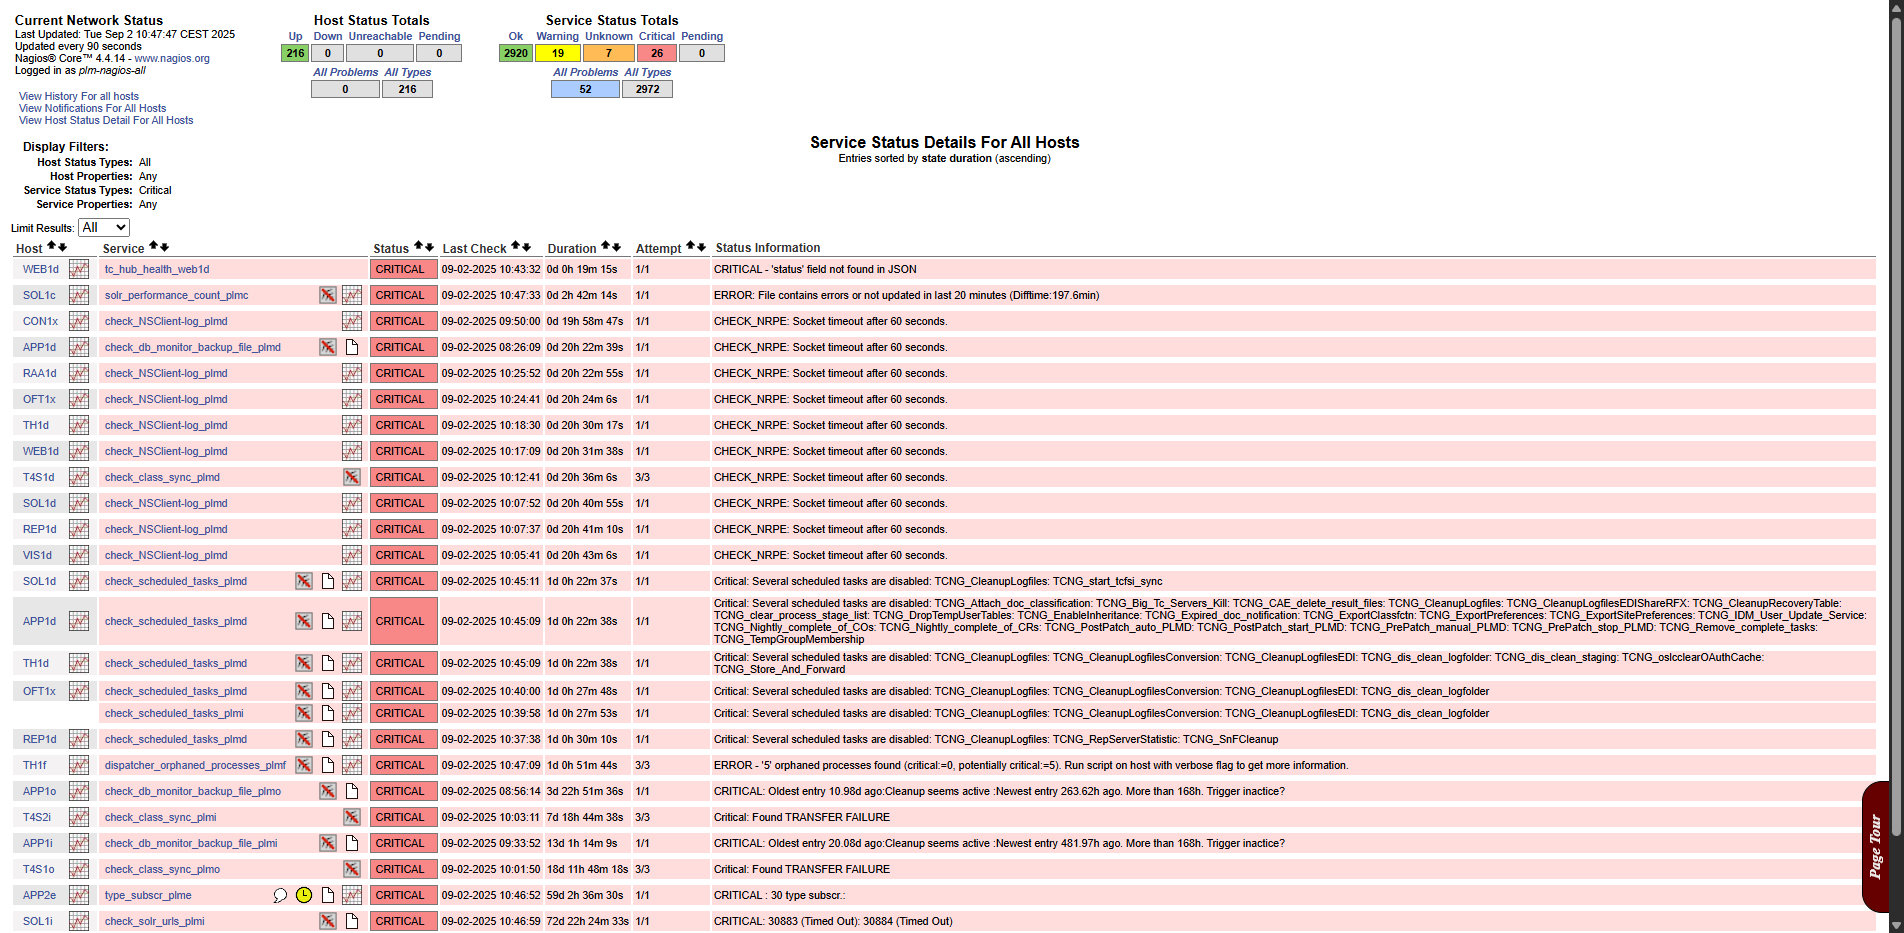 Current Network Status
Last Updated: Tue Sep 2 10:47:47 CEST 2025
Updated every 90 seconds
Nagios® Core™ 4.4.14 - www.nagios.org
Logged in as plm-nagios-all
View History For all hosts
View Notifications For All Hosts
View Host Status Detail For All Hosts
Host Status Totals
Up Down Unreachable Pending
216 0 0 0
All Problems All Types
0 216
Service Status Totals
Ok Warning Unknown Critical Pending
2920 19 7 26 0
All Problems All Types
52 2972
Display Filters:
Host Status Types: All
Host Properties: Any
Service Status Types: Critical
Service Properties: Any
Service Status Details For All Hosts
Entries sorted by state duration (ascending)
Limit Results: All
Host Service Status Last Check Duration Attempt Status Information
WEB1d tc_hub_health_web1d CRITICAL 09-02-2025 10:43:32 0d 0h 19m 15s 1/1 CRITICAL - 'status' field not found in JSON
SOL1c solr_performance_count_plmc CRITICAL 09-02-2025 10:47:33 0d 2h 42m 14s 1/1 ERROR: File contains errors or not updated in last 20 minutes (Difftime:197.6min)
CON1x check_NSClient-log_plmd CRITICAL 09-02-2025 09:50:00 0d 19h 58m 47s 1/1 CHECK_NRPE: Socket timeout after 60 seconds.
APP1d check_db_monitor_backup_file_plmd CRITICAL 09-02-2025 08:26:09 0d 20h 22m 39s 1/1 CHECK_NRPE: Socket timeout after 60 seconds.
RAA1d check_NSClient-log_plmd CRITICAL 09-02-2025 10:25:52 0d 20h 22m 55s 1/1 CHECK_NRPE: Socket timeout after 60 seconds.
OFT1x check_NSClient-log_plmd CRITICAL 09-02-2025 10:24:41 0d 20h 24m 6s 1/1 CHECK_NRPE: Socket timeout after 60 seconds.
TH1d check_NSClient-log_plmd CRITICAL 09-02-2025 10:18:30 0d 20h 30m 17s 1/1 CHECK_NRPE: Socket timeout after 60 seconds.
WEB1d check_NSClient-log_plmd CRITICAL 09-02-2025 10:17:09 0d 20h 31m 38s 1/1 CHECK_NRPE: Socket timeout after 60 seconds.
T4S1d check_class_sync_plmd CRITICAL 09-02-2025 10:12:41 0d 20h 36m 6s 3/3 CHECK_NRPE: Socket timeout after 60 seconds.
SOL1d check_NSClient-log_plmd CRITICAL 09-02-2025 10:07:52 0d 20h 40m 55s 1/1 CHECK_NRPE: Socket timeout after 60 seconds.
REP1d check_NSClient-log_plmd CRITICAL 09-02-2025 10:07:37 0d 20h 41m 10s 1/1 CHECK_NRPE: Socket timeout after 60 seconds.
VIS1d check_NSClient-log_plmd CRITICAL 09-02-2025 10:05:41 0d 20h 43m 6s 1/1 CHECK_NRPE: Socket timeout after 60 seconds.
SOL1d check_scheduled_tasks_plmd CRITICAL 09-02-2025 10:45:11 1d 0h 22m 37s 1/1 Critical: Several scheduled tasks are disabled: TCNG_CleanupLogfiles: TCNG_start_tcfsi_sync
APP1d check_scheduled_tasks_plmd CRITICAL 09-02-2025 10:45:09 1d 0h 22m 38s 1/1 Critical: Several scheduled tasks are disabled: TCNG_Attach_doc_classification: TCNG_Big_Tc_Servers_Kill: TCNG_CAE_delete_result_files: TCNG_CleanupLogfiles: TCNG_CleanupLogfilesEDIShareRFX: TCNG_CleanupRecoveryTable:
TCNG_clear_process_stage_list: TCNG_DropTempUserTables: TCNG_EnableInheritance: TCNG_Expired_doc_notification: TCNG_ExportClassfctn: TCNG_ExportPreferences: TCNG_ExportSitePreferences: TCNG_IDM_User_Update_Service:
TCNG_Nightly_complete_of_COs: TCNG_Nightly_complete_of_CRs: TCNG_PostPatch_auto_PLMD: TCNG_PostPatch_start_PLMD: TCNG_PrePatch_manual_PLMD: TCNG_PrePatch_stop_PLMD: TCNG_Remove_complete_tasks:
TCNG_TempGroupMembership
TH1d check_scheduled_tasks_plmd CRITICAL 09-02-2025 10:45:09 1d 0h 22m 38s 1/1 Critical: Several scheduled tasks are disabled: TCNG_CleanupLogfiles: TCNG_CleanupLogfilesConversion: TCNG_CleanupLogfilesEDI: TCNG_dis_clean_logfolder: TCNG_dis_clean_staging: TCNG_oslcclearOAuthCache:
TCNG_Store_And_Forward
OFT1x check_scheduled_tasks_plmd CRITICAL 09-02-2025 10:40:00 1d 0h 27m 48s 1/1 Critical: Several scheduled tasks are disabled: TCNG_CleanupLogfiles: TCNG_CleanupLogfilesConversion: TCNG_CleanupLogfilesEDI: TCNG_dis_clean_logfolder
check_scheduled_tasks_plmi CRITICAL 09-02-2025 10:39:58 1d 0h 27m 53s 1/1 Critical: Several scheduled tasks are disabled: TCNG_CleanupLogfiles: TCNG_CleanupLogfilesConversion: TCNG_CleanupLogfilesEDI: TCNG_dis_clean_logfolder
REP1d check_scheduled_tasks_plmd CRITICAL 09-02-2025 10:37:38 1d 0h 30m 10s 1/1 Critical: Several scheduled tasks are disabled: TCNG_CleanupLogfiles: TCNG_RepServerStatistic: TCNG_SnFCleanup
TH1f dispatcher_orphaned_processes_plmf CRITICAL 09-02-2025 10:47:09 1d 0h 51m 44s 3/3 ERROR - '5' orphaned processes found (critical:=0, potentially critical:=5). Run script on host with verbose flag to get more information.
APP1o check_db_monitor_backup_file_plmo CRITICAL 09-02-2025 08:56:14 3d 22h 51m 36s 1/1 CRITICAL: Oldest entry 10.98d ago:Cleanup seems active :Newest entry 263.62h ago. More than 168h. Trigger inactice?
T4S2i check_class_sync_plmi CRITICAL 09-02-2025 10:03:11 7d 18h 44m 38s 3/3 Critical: Found TRANSFER FAILURE
APP1i check_db_monitor_backup_file_plmi CRITICAL 09-02-2025 09:33:52 13d 1h 14m 9s 1/1 CRITICAL: Oldest entry 20.08d ago:Cleanup seems active :Newest entry 481.97h ago. More than 168h. Trigger inactice?
T4S1o check_class_sync_plmo CRITICAL 09-02-2025 10:01:50 18d 11h 48m 18s 3/3 Critical: Found TRANSFER FAILURE
APP2e type_subscr_plme CRITICAL 09-02-2025 10:46:52 59d 2h 36m 30s 1/1 CRITICAL : 30 type subscr.:
SOL1i check_solr_urls_plmi CRITICAL 09-02-2025 10:46:59 72d 22h 24m 33s 1/1 CRITICAL: 30883 (Timed Out): 30884 (Timed Out)
Page Tour